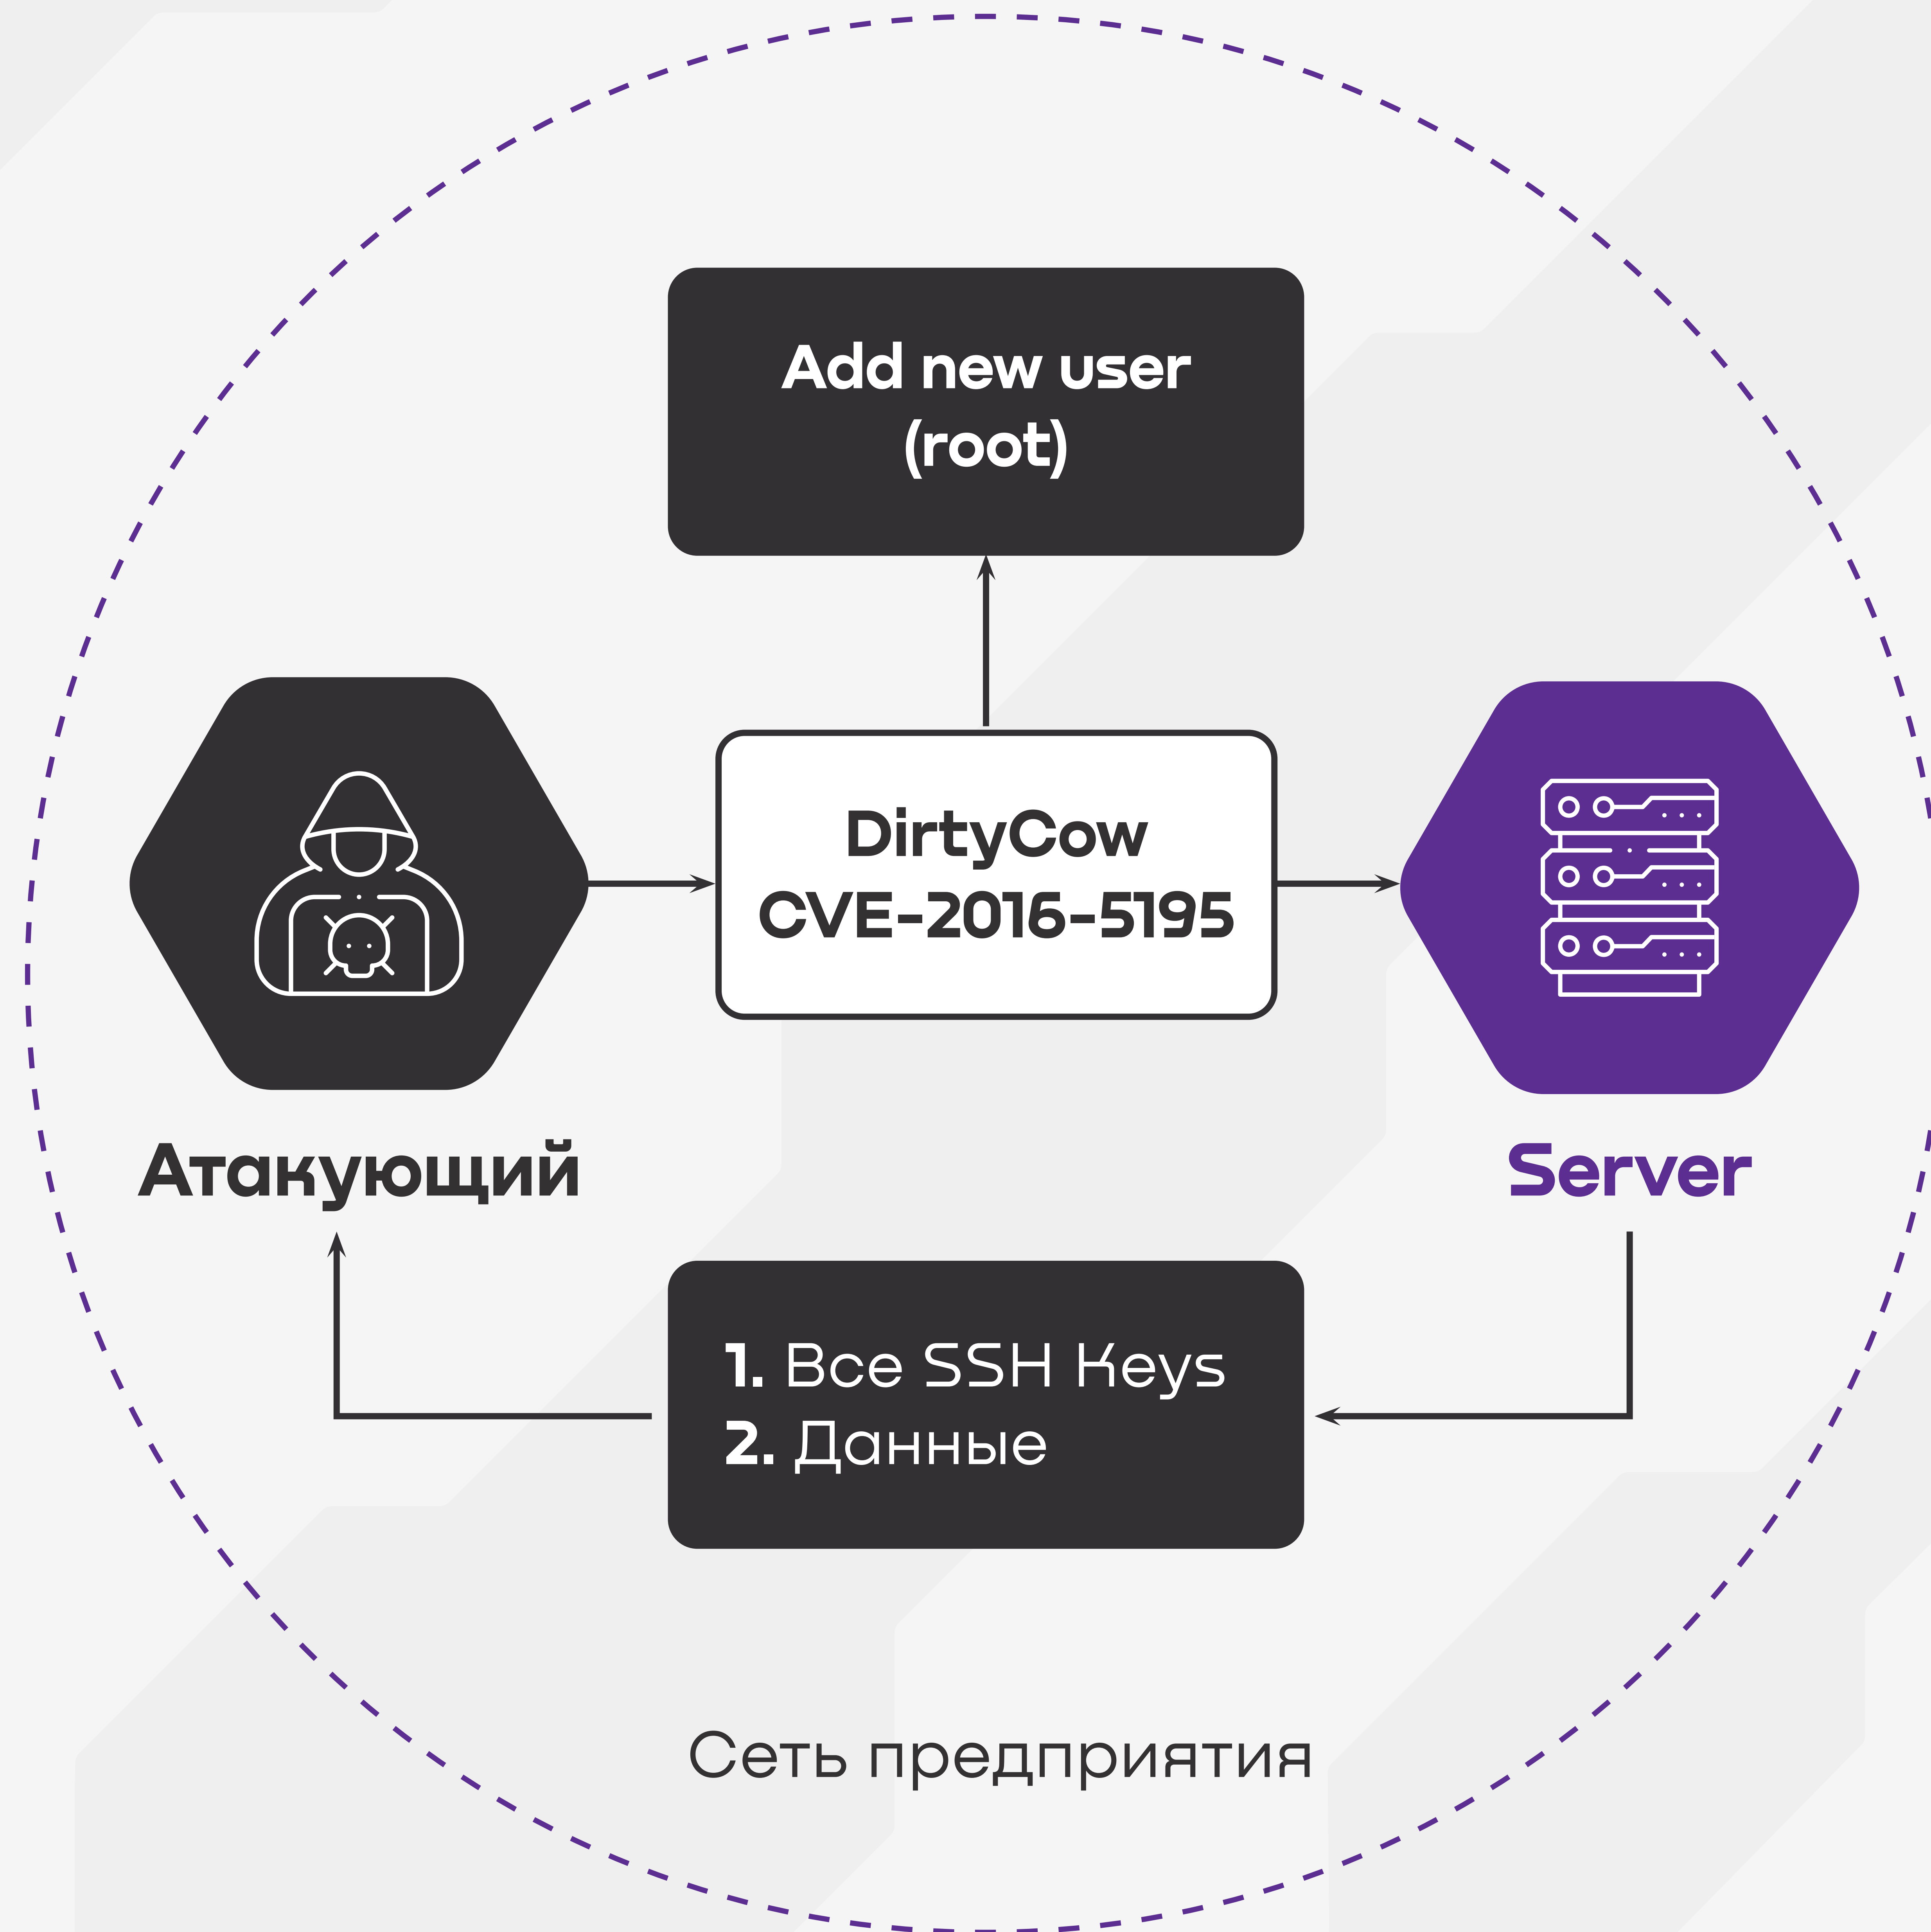 Add new user
(root)
DirtyCow
CVE-2016-5195
Атакующий
Server
1. Все SSH Keys
2. Данные
Сеть предприятия